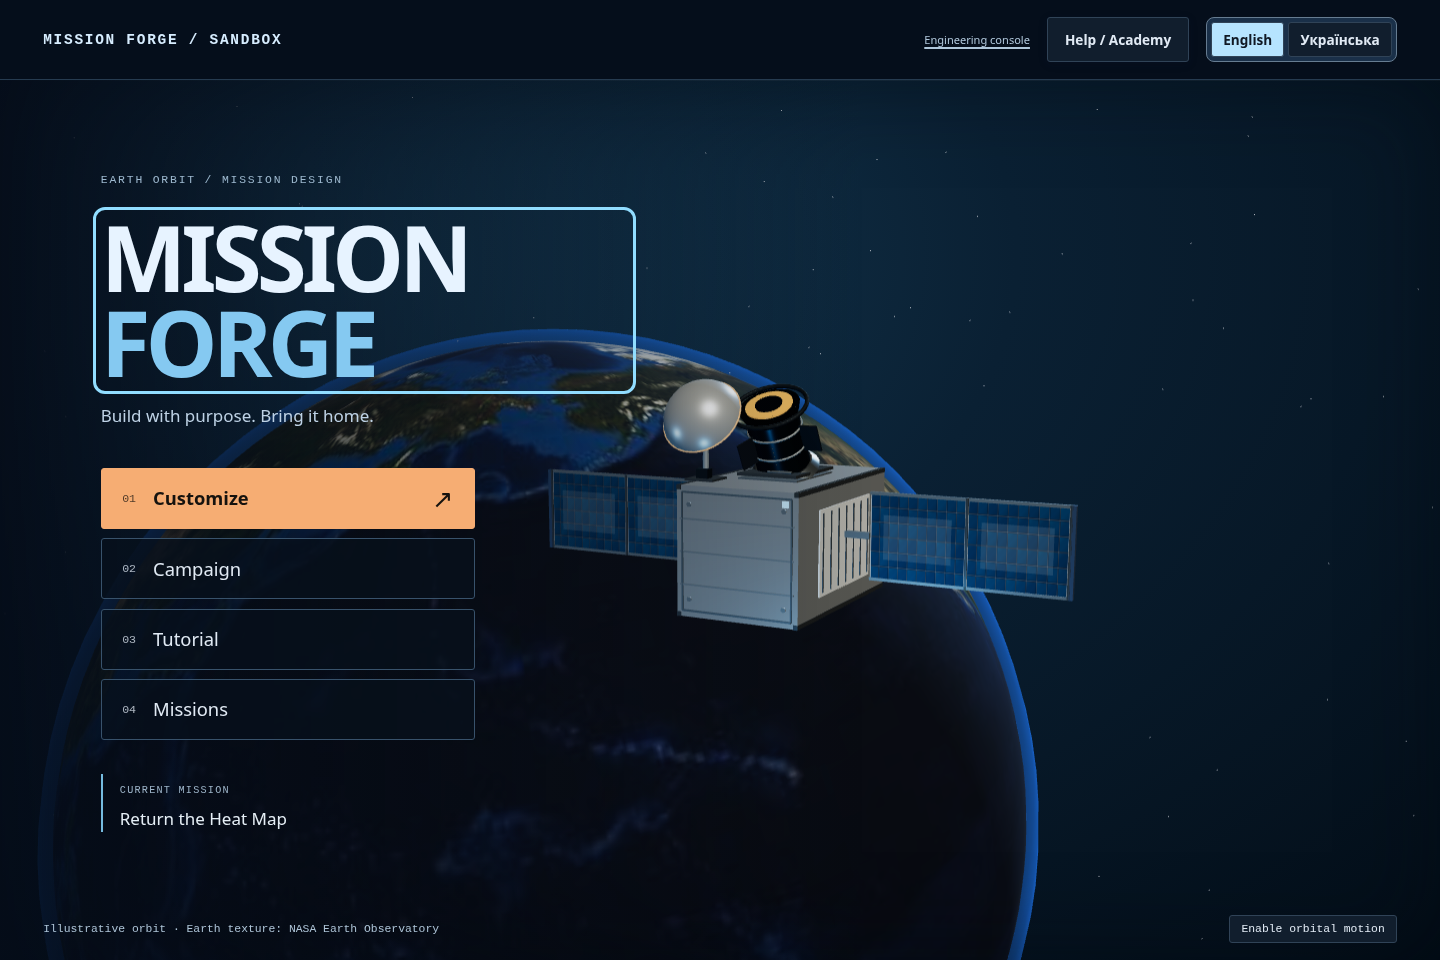 MISSION FORGE / SANDBOX
Engineering console
Help / Academy
English
Українська
EARTH ORBIT / MISSION DESIGN
MISSION
FORGE
Build with purpose. Bring it home.
01 Customize ↗
02 Campaign
03 Tutorial
04 Missions
CURRENT MISSION
Return the Heat Map
Illustrative orbit · Earth texture: NASA Earth Observatory
Enable orbital motion